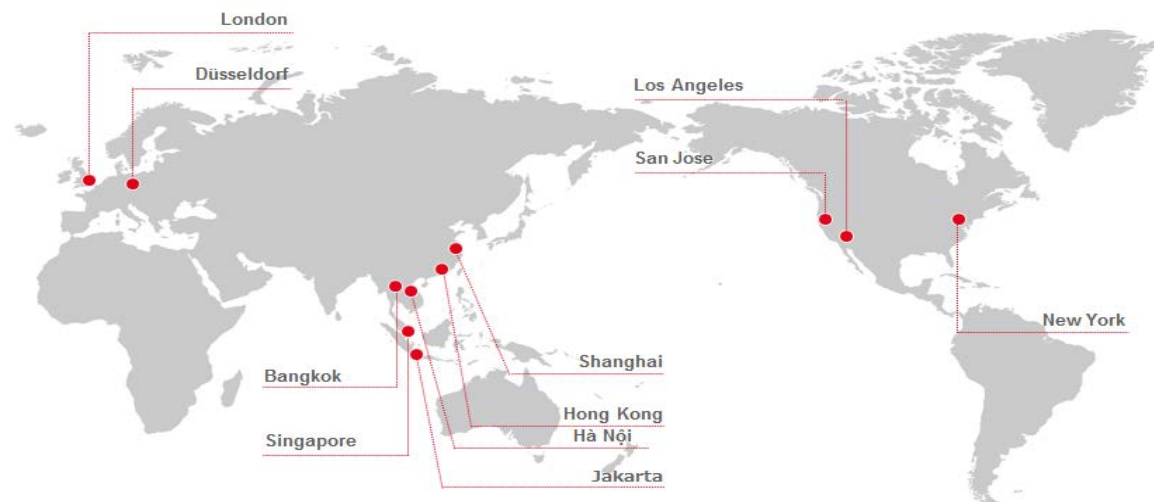 London
Düsseldorf
Los Angeles
San Jose
New York
Shanghai
Bangkok
Hong Kong
Hà Nội
Singapore
Jakarta